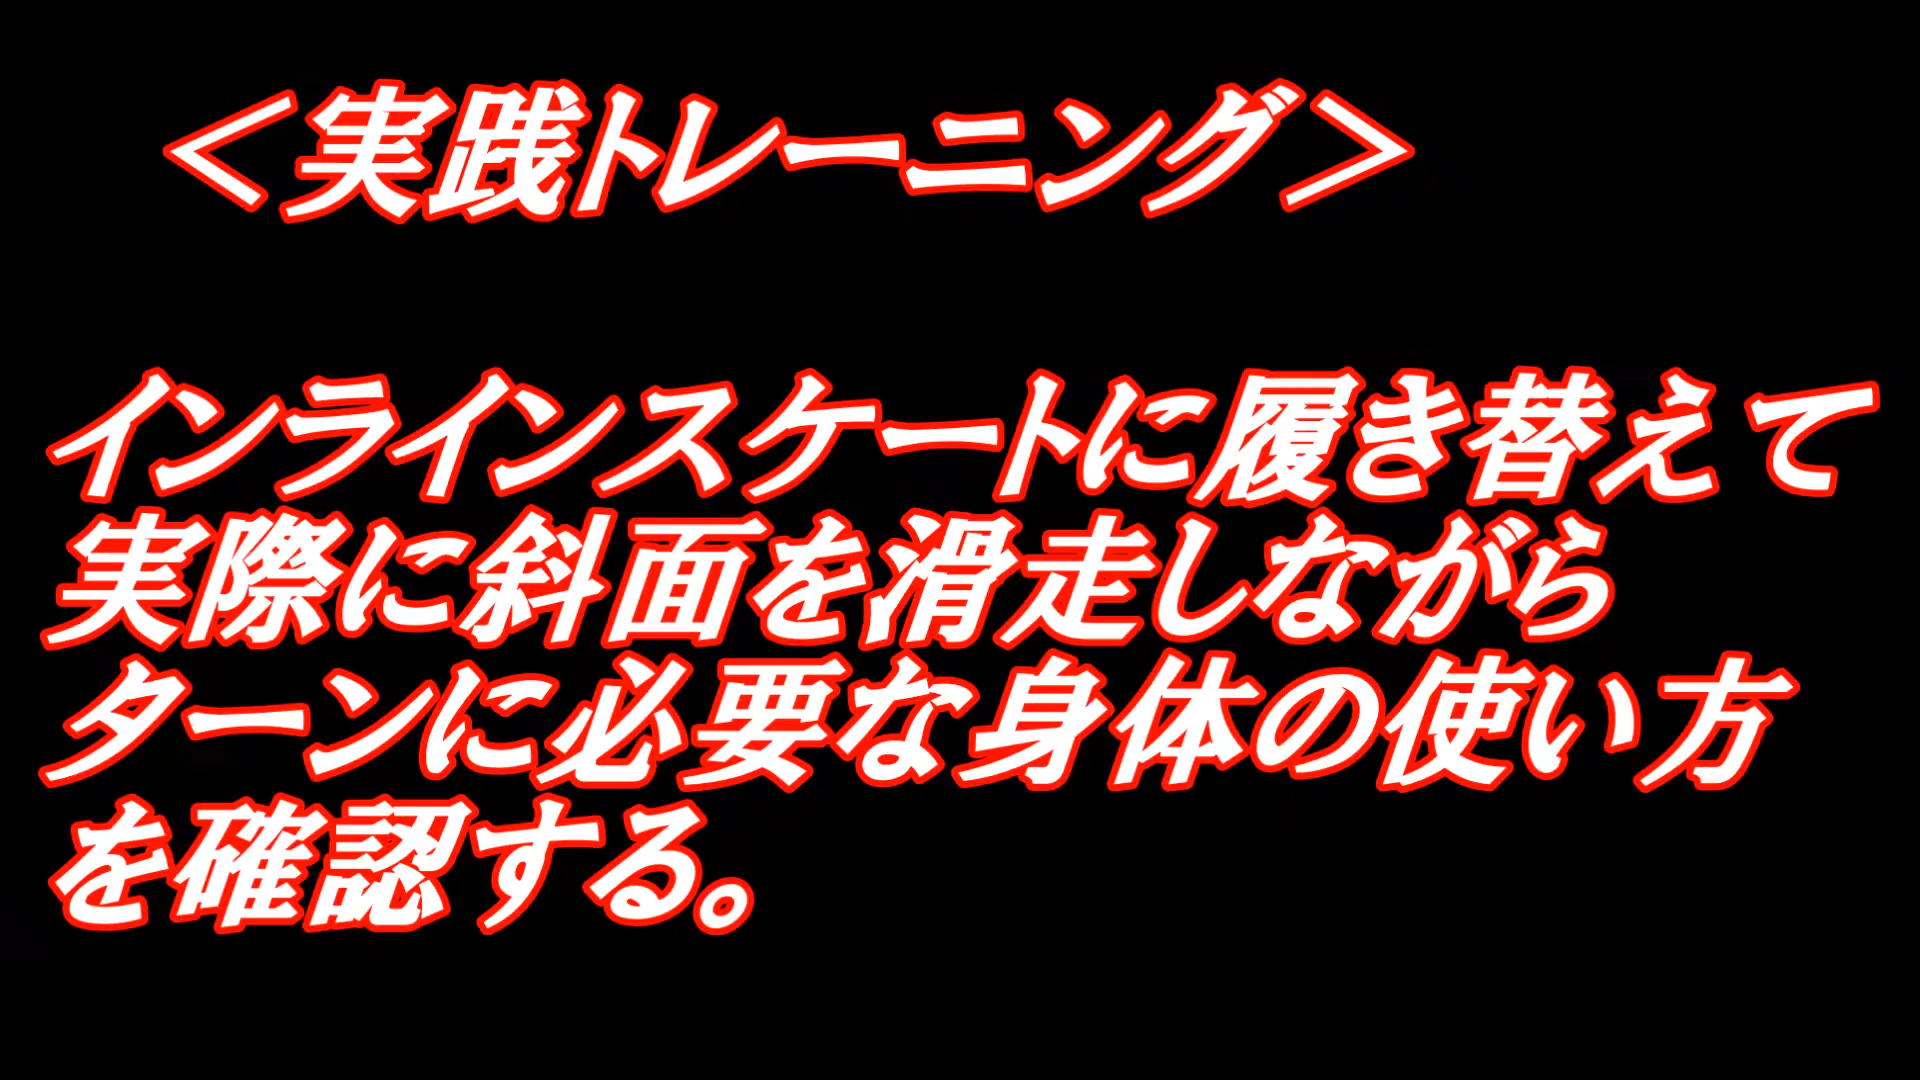 ＜実践トレーニング＞
インラインスケートに履き替えて
実際に斜面を滑走しながら
ターンに必要な身体の使い方
を確認する。